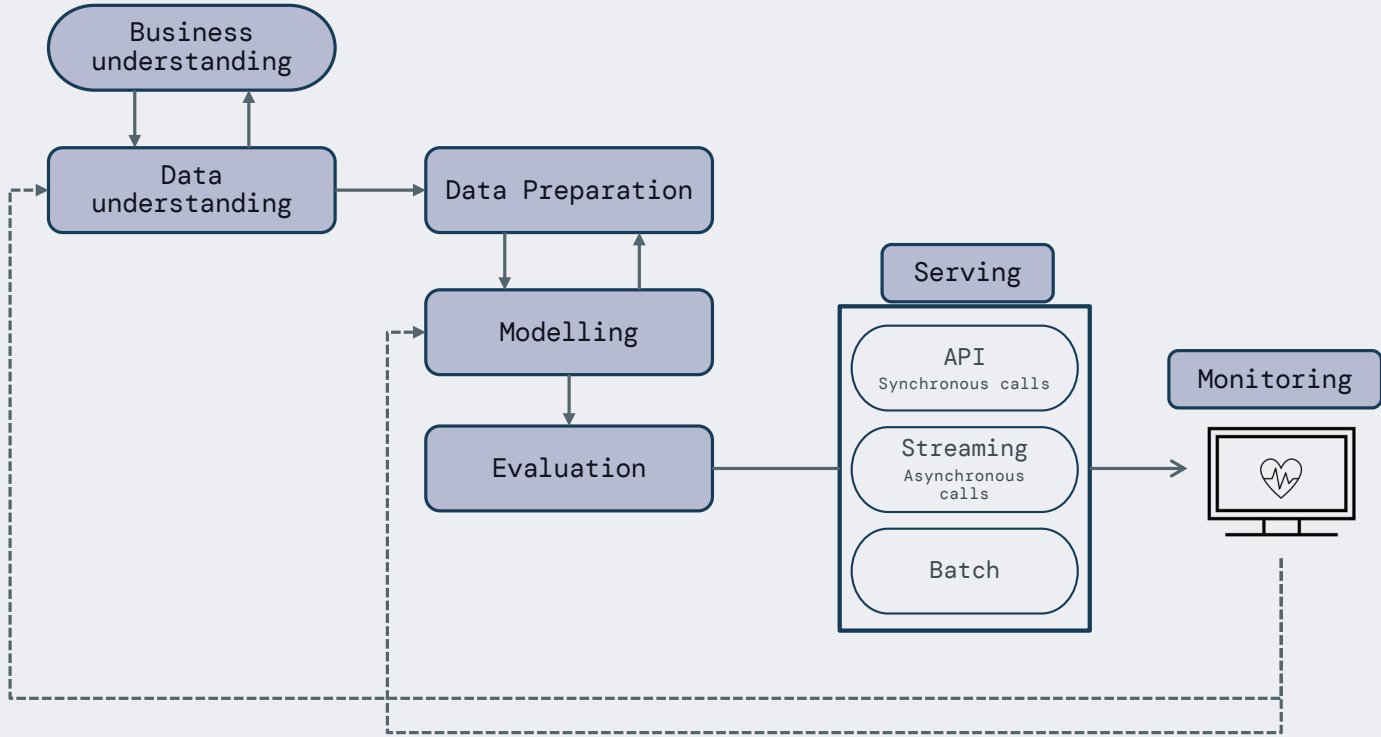 Business
understanding
Data
understanding
Data Preparation
Modelling
Evaluation
Serving
API
Synchronous calls
Streaming
Asynchronous
calls
Batch
Monitoring